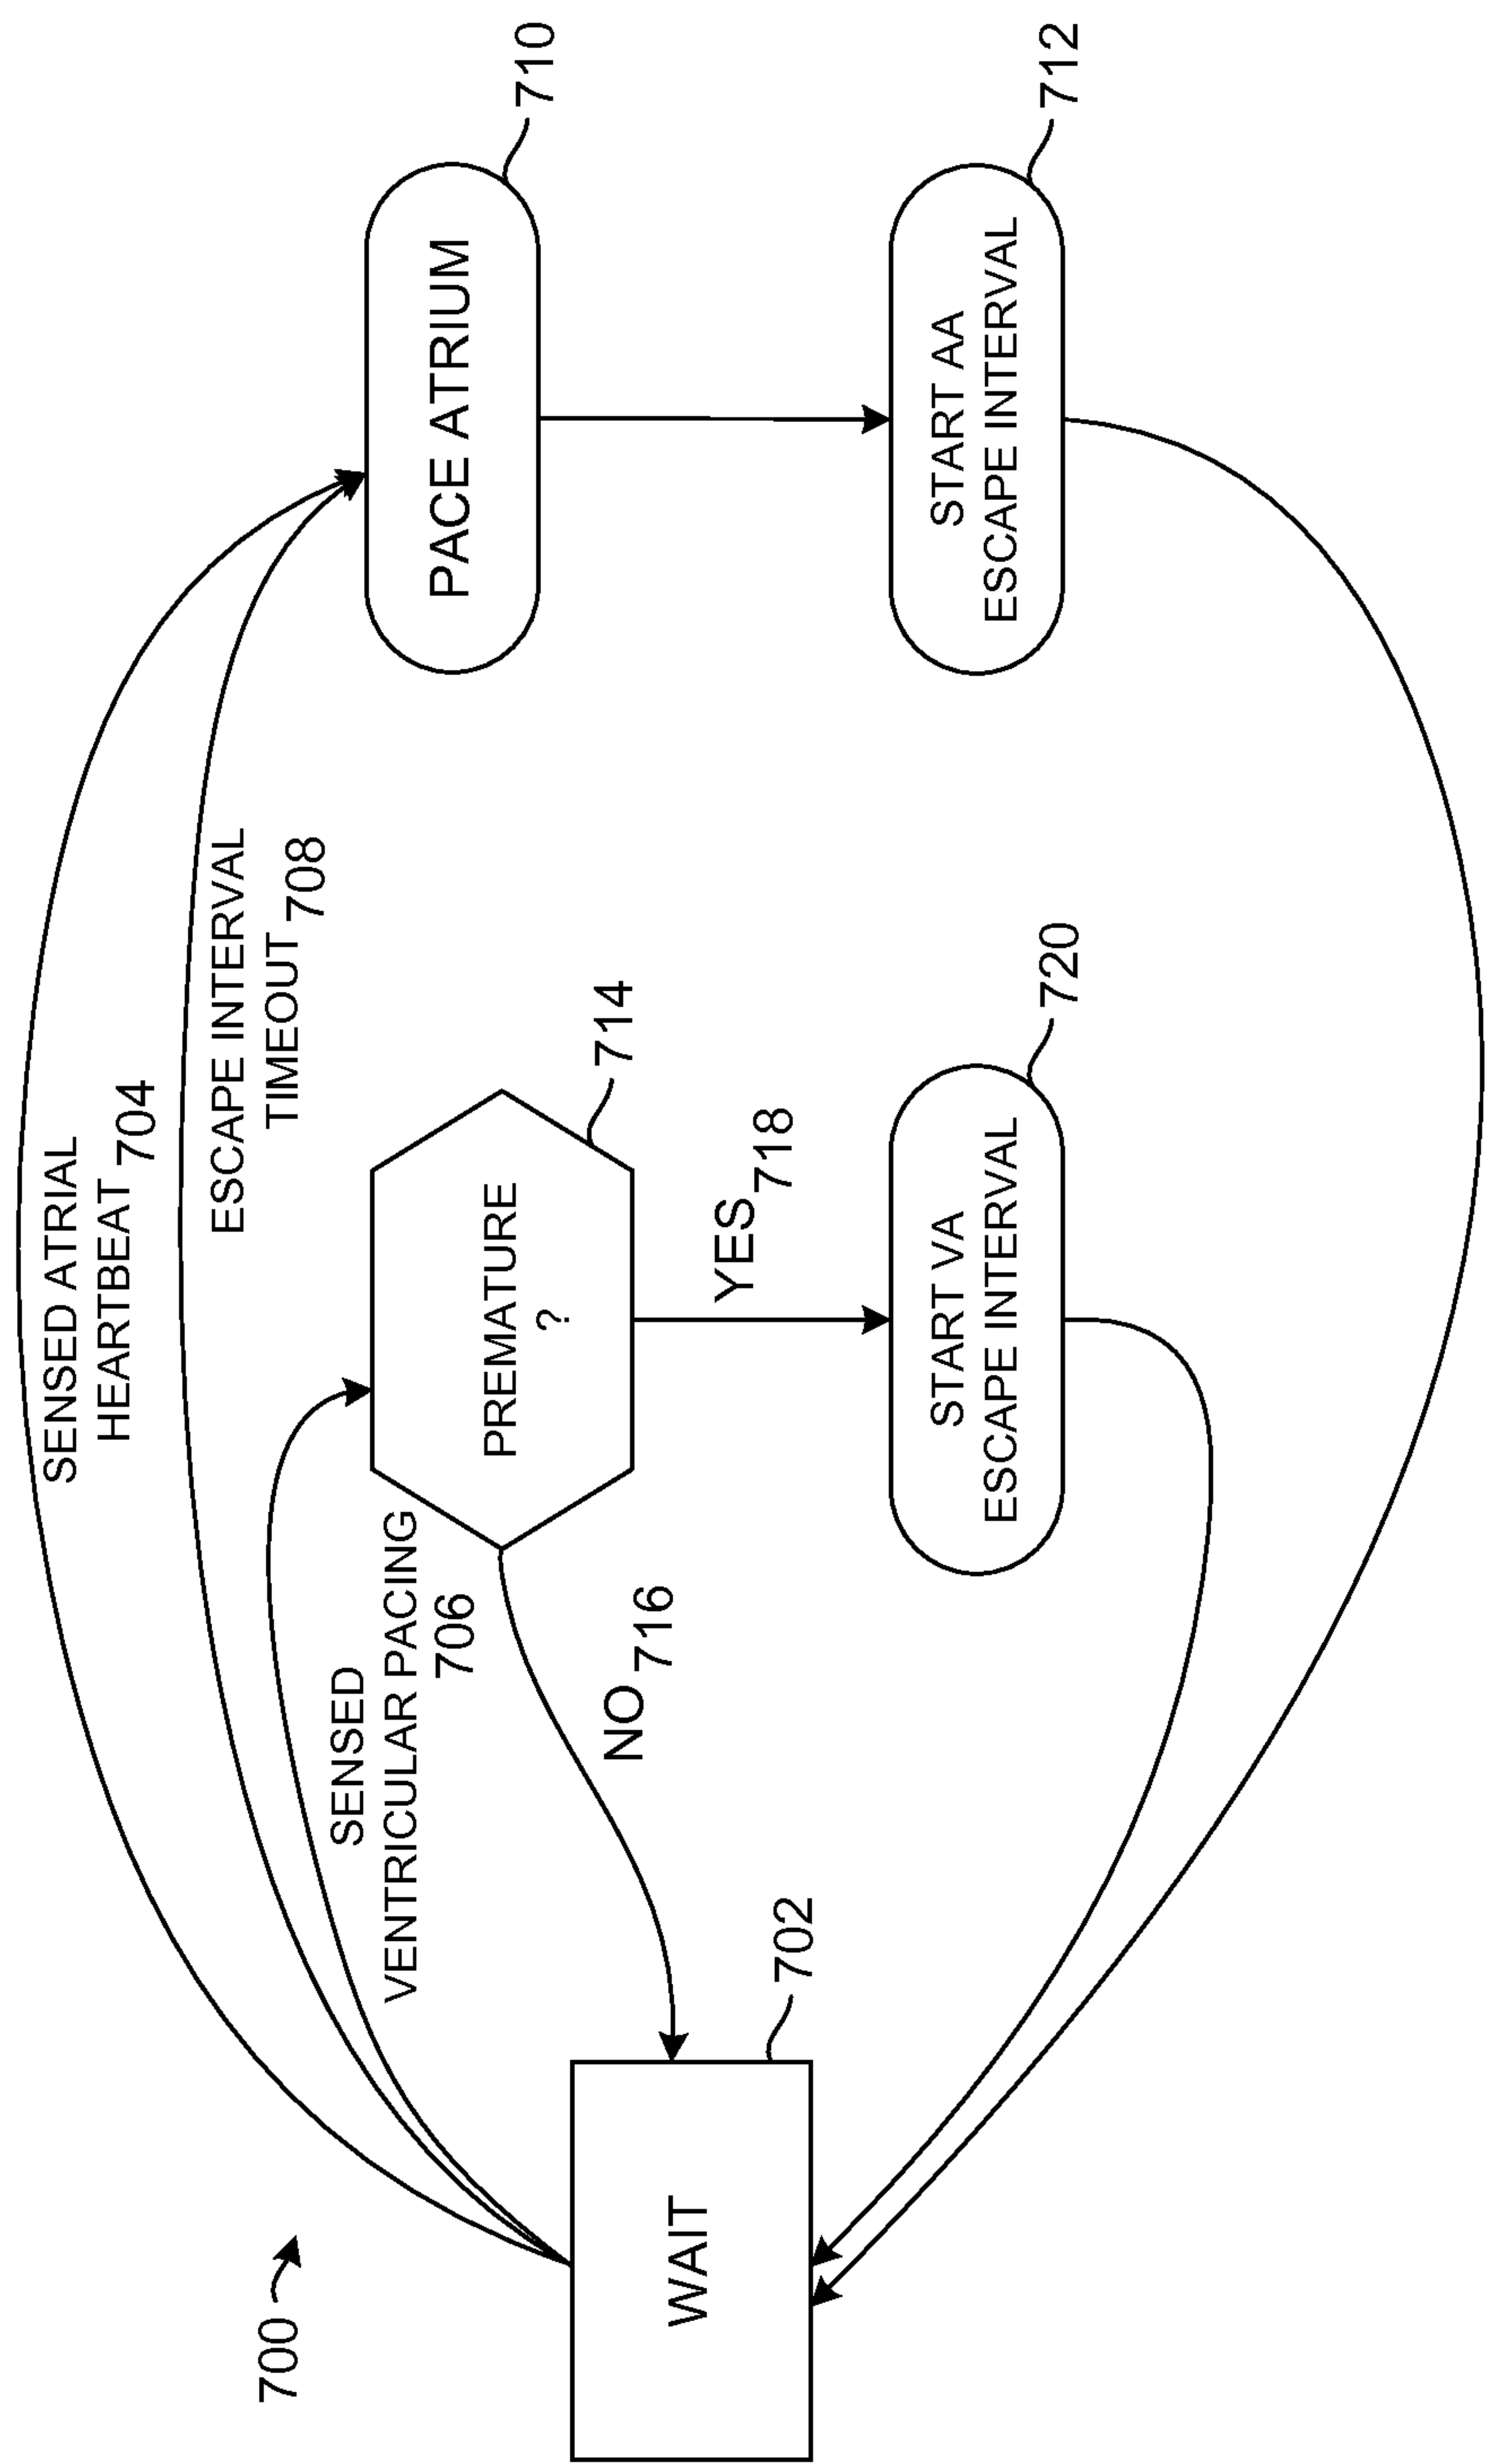 700
SENSED ATRIAL
HEARTBEAT 704
ESCAPE INTERVAL
TIMEOUT 708
SENSED
VENTRICULAR PACING
706
PREMATURE
?
714
PACE ATRIUM
710
NO 716
YES 718
WAIT
702
START VA
ESCAPE INTERVAL
720
START AA
ESCAPE INTERVAL
712